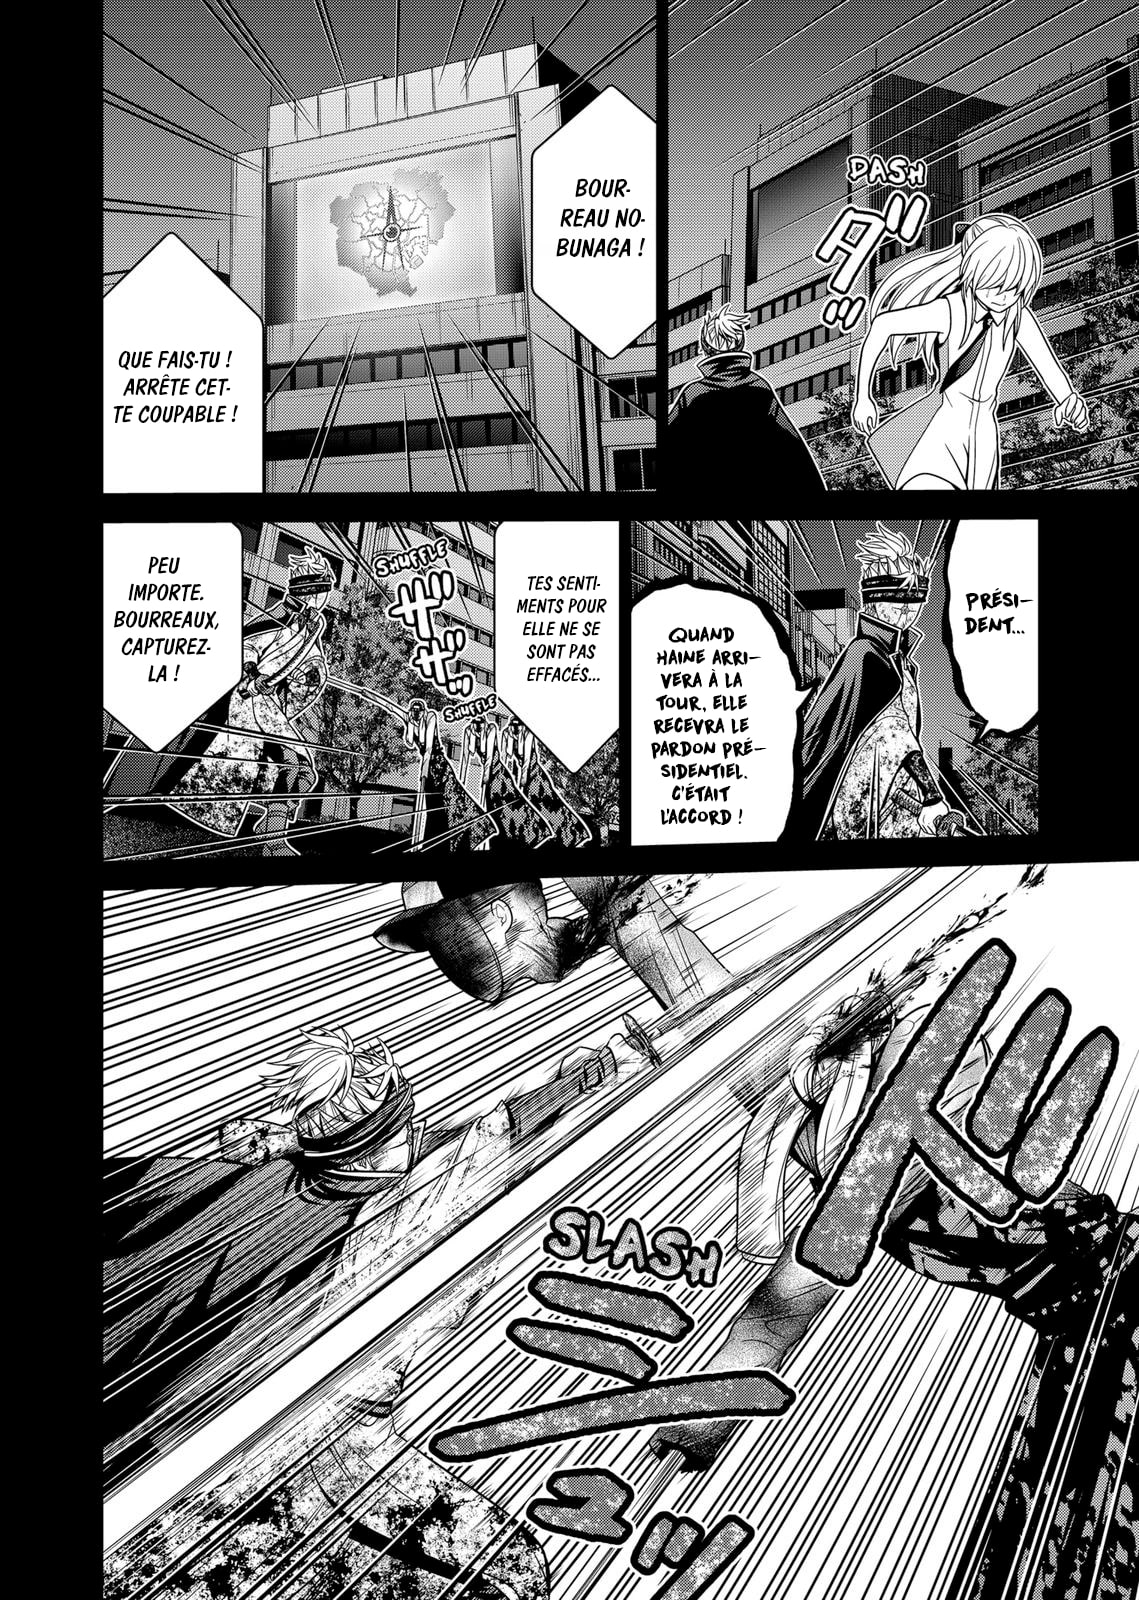 DASH
ダッ
BOUR-
REAU NO-
BUNAGA !
QUE FAIS-TU !
ARRÊTE CET-
TE COUPABLE !
PRÉSI-
DENT...
QUAND
HAINE ARRI-
VERA À LA
TOUR, ELLE
RECEVRA LE
PARDON PRÉ-
SIDENTIEL.
C'ÉTAIT
L'ACCORD !
TES SENTI-
MENTS POUR
ELLE NE SE
SONT PAS
EFFACÉS...
SHUFFLE
ザザッ
SHUFFLE
SHUFFLE
PEU
IMPORTE.
BOURREAUX,
CAPTUREZ-
LA !
SLASH
ドシュッ